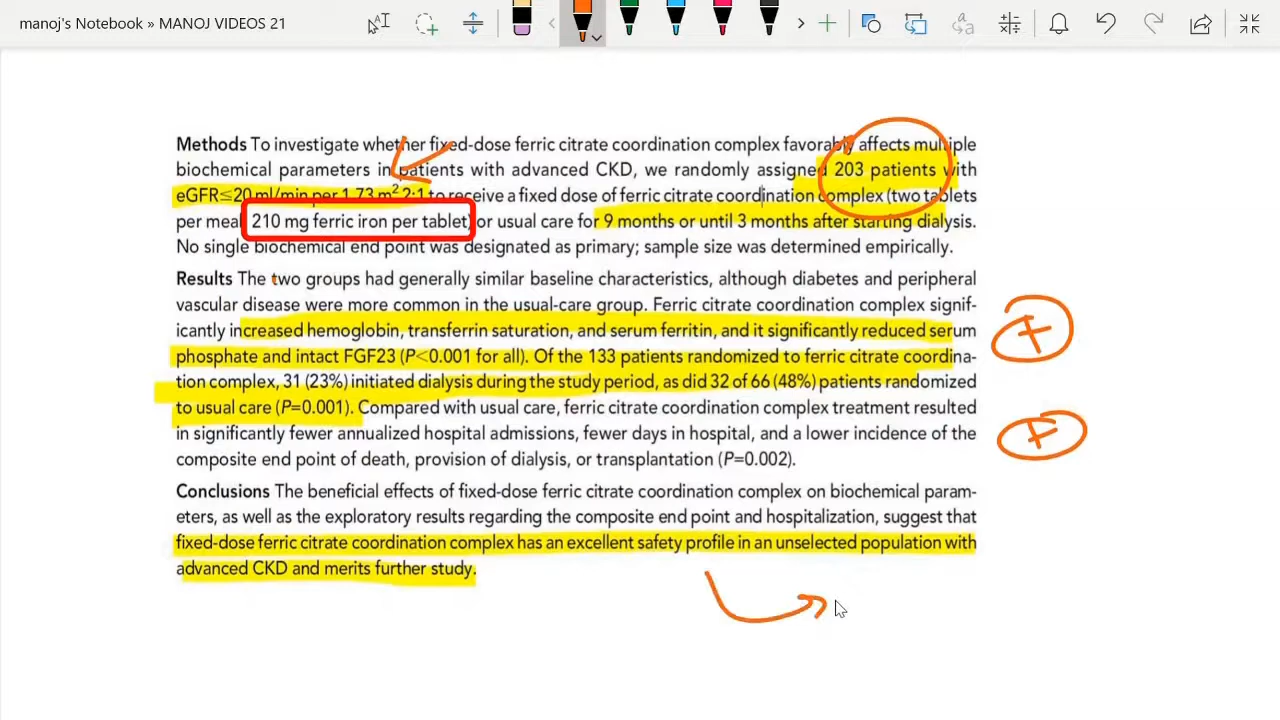 manoj's Notebook » MANOJ VIDEOS 21
Methods To investigate whether fixed-dose ferric citrate coordination complex favorably affects multiple
biochemical parameters in patients with advanced CKD, we randomly assigned 203 patients with
eGFR≤20 ml/min per 1.73 m² 2:1 to receive a fixed dose of ferric citrate coordination complex (two tablets
per meal, 210 mg ferric iron per tablet) or usual care for 9 months or until 3 months after starting dialysis.
No single biochemical end point was designated as primary; sample size was determined empirically.
Results The two groups had generally similar baseline characteristics, although diabetes and peripheral
vascular disease were more common in the usual-care group. Ferric citrate coordination complex signif-
icantly increased hemoglobin, transferrin saturation, and serum ferritin, and it significantly reduced serum
phosphate and intact FGF23 (P<0.001 for all). Of the 133 patients randomized to ferric citrate coordina-
tion complex, 31 (23%) initiated dialysis during the study period, as did 32 of 66 (48%) patients randomized
to usual care (P=0.001). Compared with usual care, ferric citrate coordination complex treatment resulted
in significantly fewer annualized hospital admissions, fewer days in hospital, and a lower incidence of the
composite end point of death, provision of dialysis, or transplantation (P=0.002).
Conclusions The beneficial effects of fixed-dose ferric citrate coordination complex on biochemical param-
eters, as well as the exploratory results regarding the composite end point and hospitalization, suggest that
fixed-dose ferric citrate coordination complex has an excellent safety profile in an unselected population with
advanced CKD and merits further study.